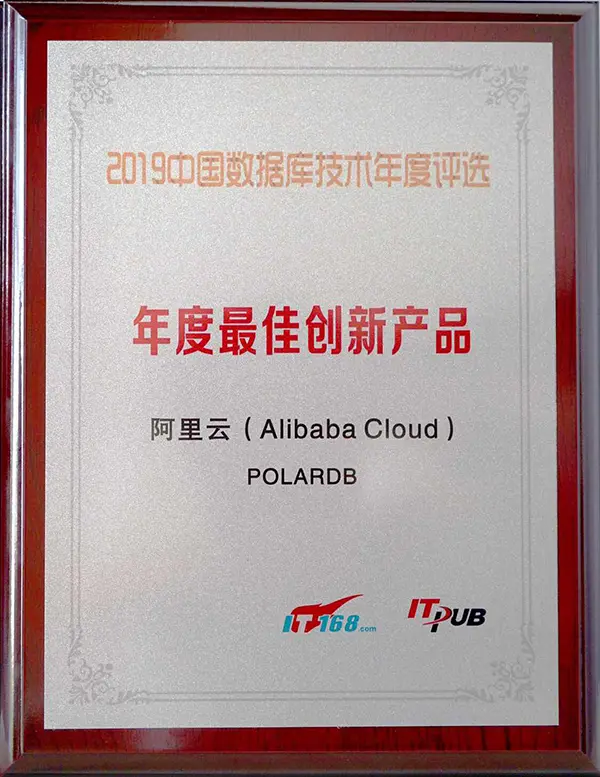 2019中国数据库技术年度评选
年度最佳创新产品
阿里云（Alibaba Cloud）
POLARDB
IT168.com
ITPUB